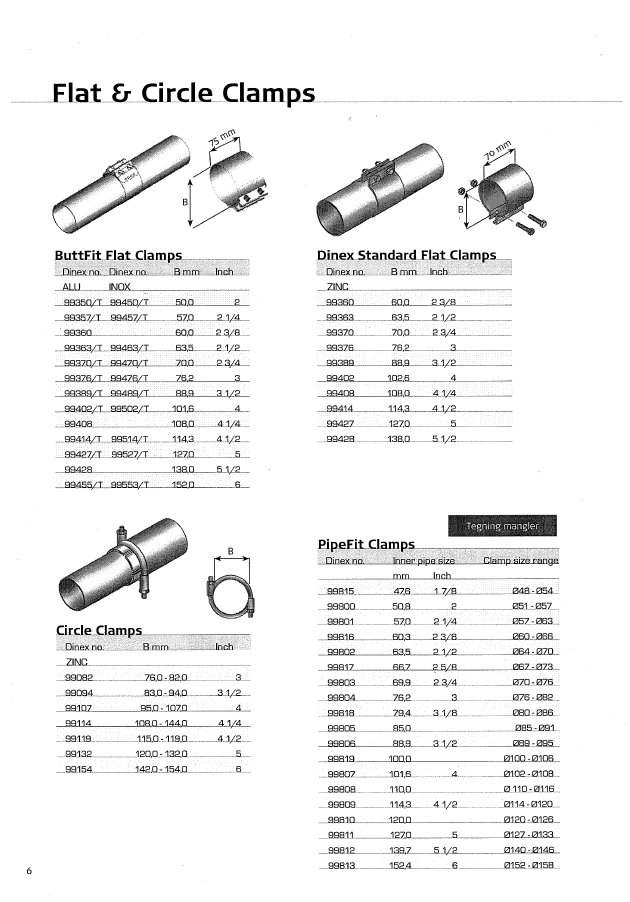 Flat & Circle Clamps
75 mm
B
ButtFit Flat Clamps
Dinex no. Dinex no. B mm Inch
ALU INOX
99350/T 99450/T 50,0 2
99357/T 99457/T 57,0 2 1/4
99360 60,0 2 3/8
99363/T 99463/T 63,5 2 1/2
99370/T 99470/T 70,0 2 3/4
99376/T 99476/T 76,2 3
99389/T 99489/T 88,9 3 1/2
99402/T 99502/T 101,6 4
99408 108,0 4 1/4
99414/T 99514/T 114,3 4 1/2
99427/T 99527/T 127,0 5
99428 138,0 5 1/2
99455/T 99553/T 152,0 6
70 mm
B
Dinex Standard Flat Clamps
Dinex no. B mm Inch
ZINC
99360 60,0 2 3/8
99363 63,5 2 1/2
99370 70,0 2 3/4
99376 76,2 3
99389 88,9 3 1/2
99402 102,6 4
99408 108,0 4 1/4
99414 114,3 4 1/2
99427 127,0 5
99428 138,0 5 1/2
B
Circle Clamps
Dinex no. B mm Inch
ZINC
99082 76,0 - 82,0 3
99094 83,0 - 94,0 3 1/2
99107 95,0 - 107,0 4
99114 108,0 - 144,0 4 1/4
99119 115,0 - 119,0 4 1/2
99132 120,0 - 132,0 5
99154 142,0 - 154,0 6
Tegning mangler
PipeFit Clamps
Dinex no. Inner pipe size Clamp size range
mm Inch
99815 47,6 1 7/8 Ø48 - Ø54
99800 50,8 2 Ø51 - Ø57
99801 57,0 2 1/4 Ø57 - Ø63
99816 60,3 2 3/8 Ø60 - Ø66
99802 63,5 2 1/2 Ø64 - Ø70
99817 66,7 2 5/8 Ø67 - Ø73
99803 69,9 2 3/4 Ø70 - Ø76
99804 76,2 3 Ø76 - Ø82
99818 79,4 3 1/8 Ø80 - Ø86
99805 85,0 Ø85 - Ø91
99806 88,9 3 1/2 Ø89 - Ø95
99819 100,0 Ø100 - Ø106
99807 101,6 4 Ø102 - Ø108
99808 110,0 Ø 110 - Ø116
99809 114,3 4 1/2 Ø114 - Ø120
99810 120,0 Ø120 - Ø126
99811 127,0 5 Ø127 - Ø133
99812 139,7 5 1/2 Ø140 - Ø146
99813 152,4 6 Ø152 - Ø158
6